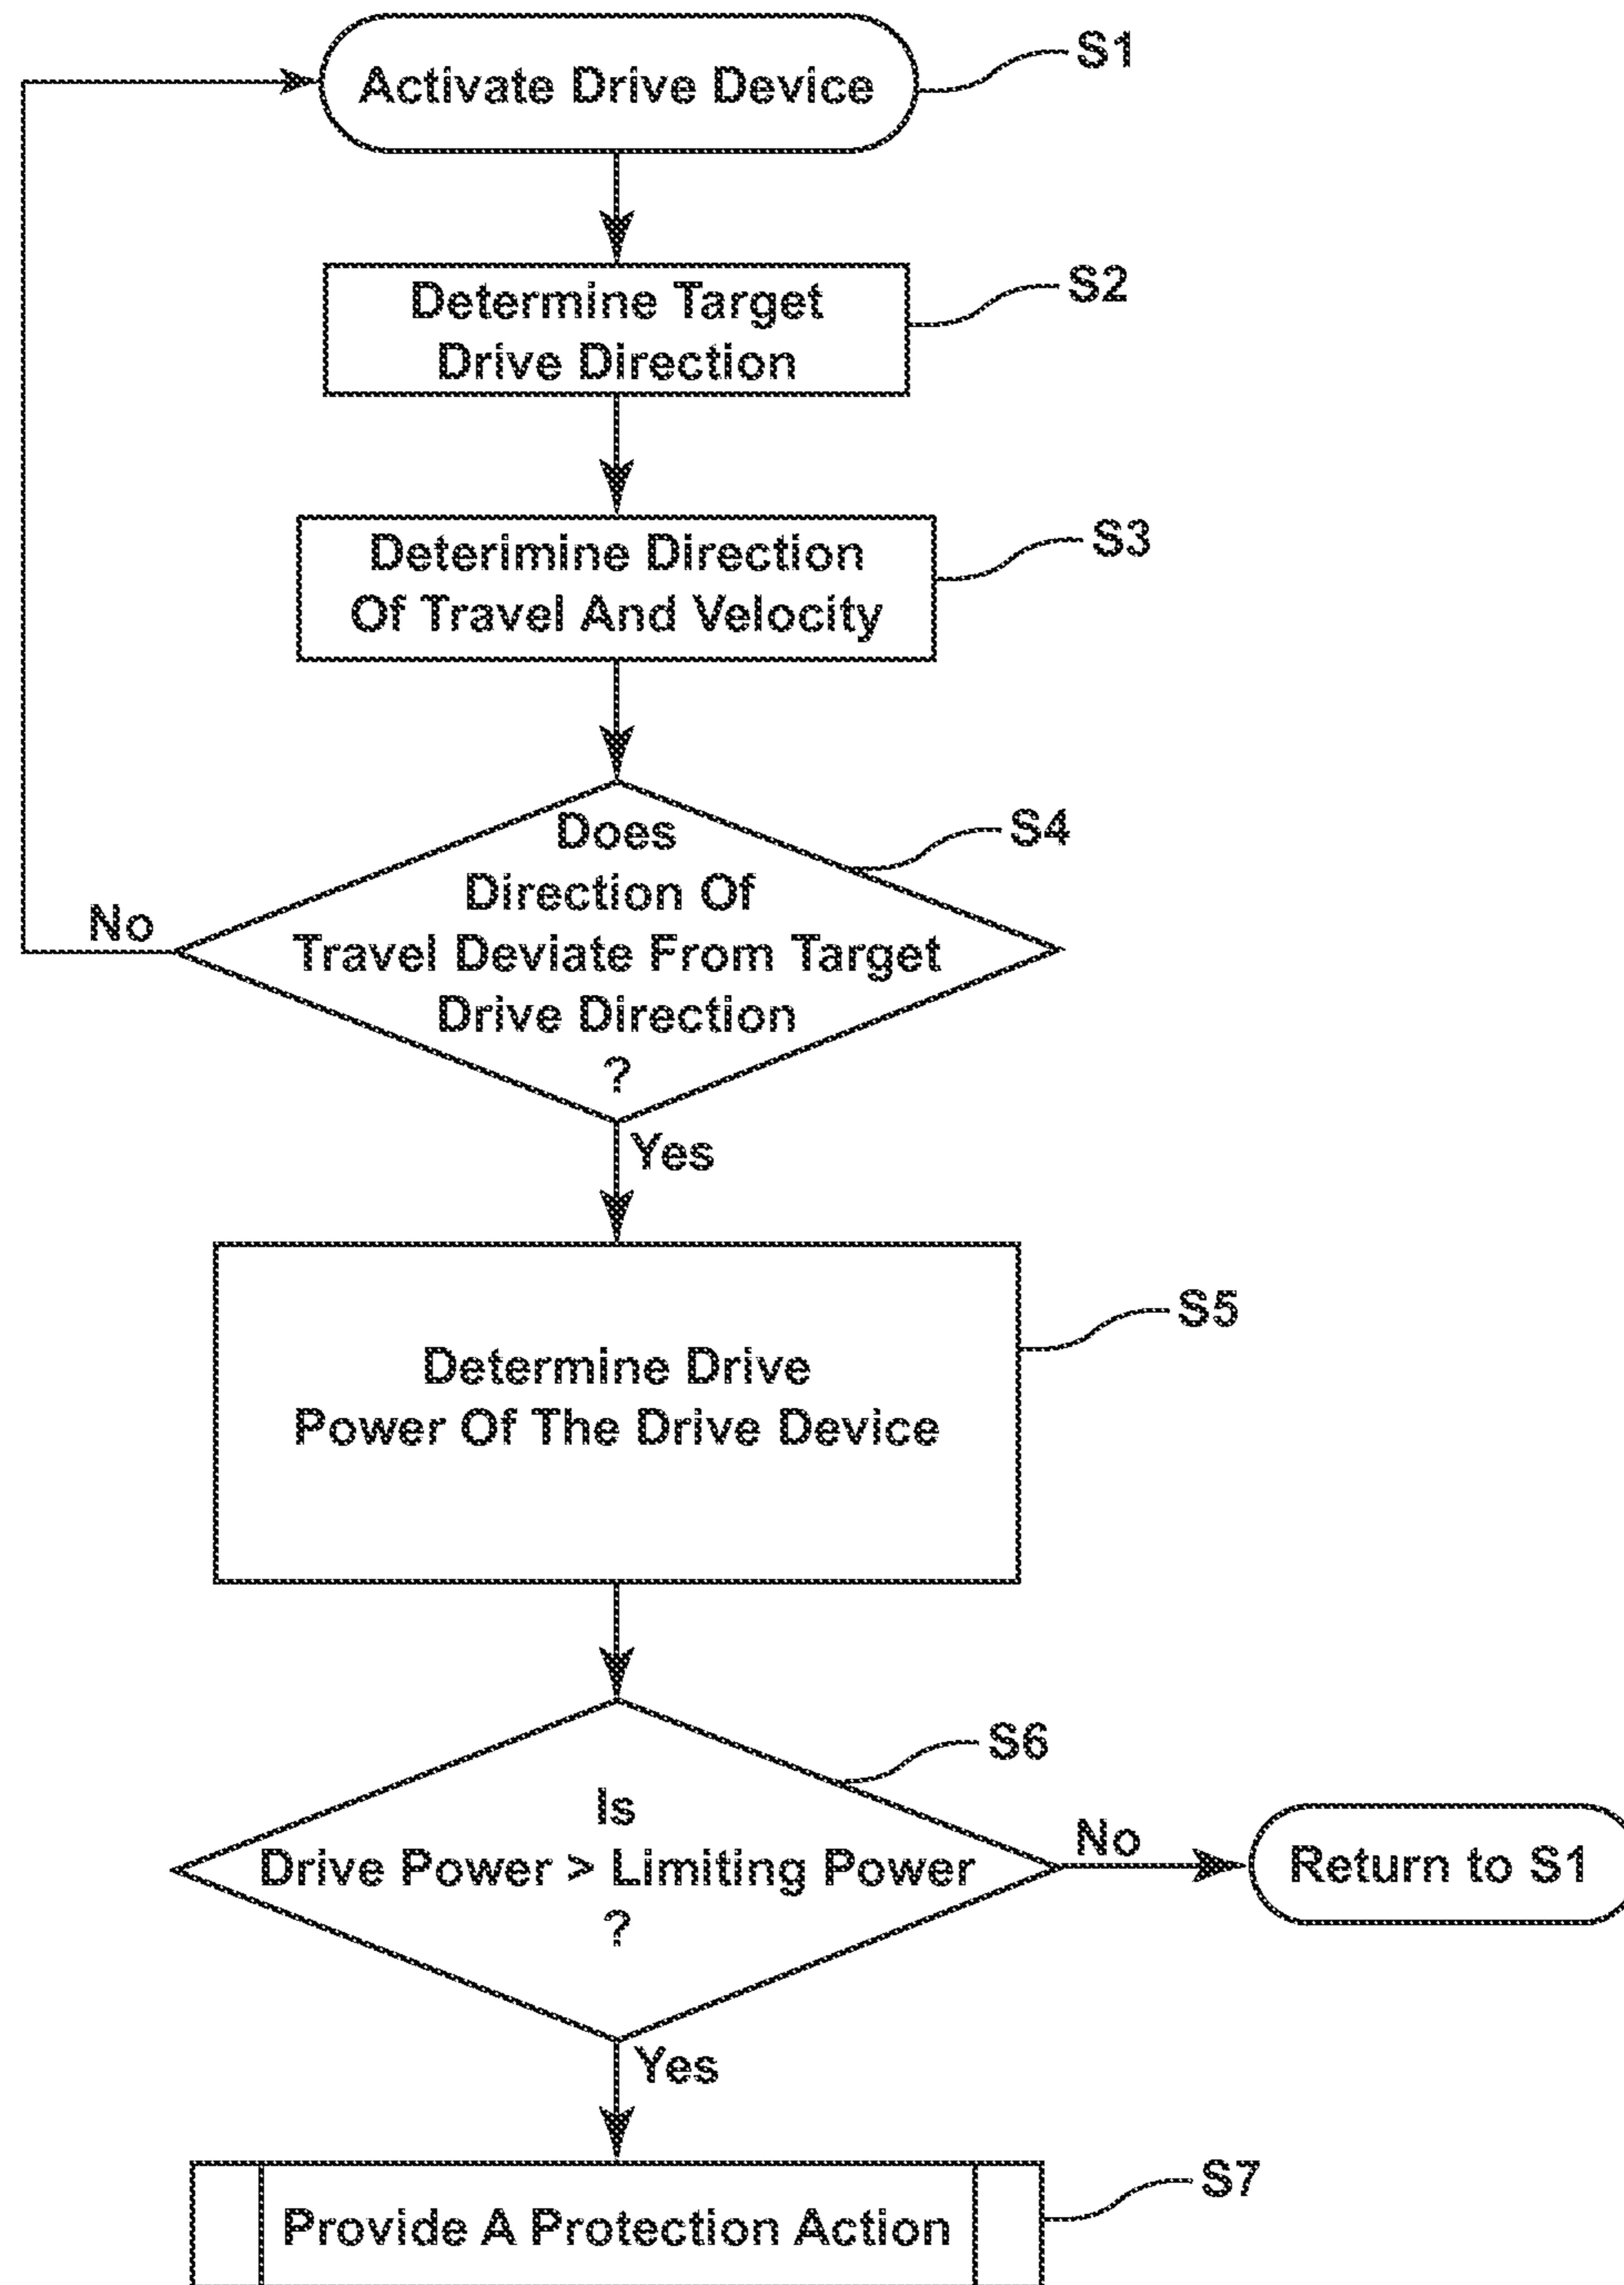 Activate Drive Device
S1
Determine Target
Drive Direction
S2
Deterimine Direction
Of Travel And Velocity
S3
Does
Direction Of
Travel Deviate From Target
Drive Direction
?
S4
No
Yes
Determine Drive
Power Of The Drive Device
S5
Is
Drive Power > Limiting Power
?
S6
No
Return to S1
Yes
Provide A Protection Action
S7